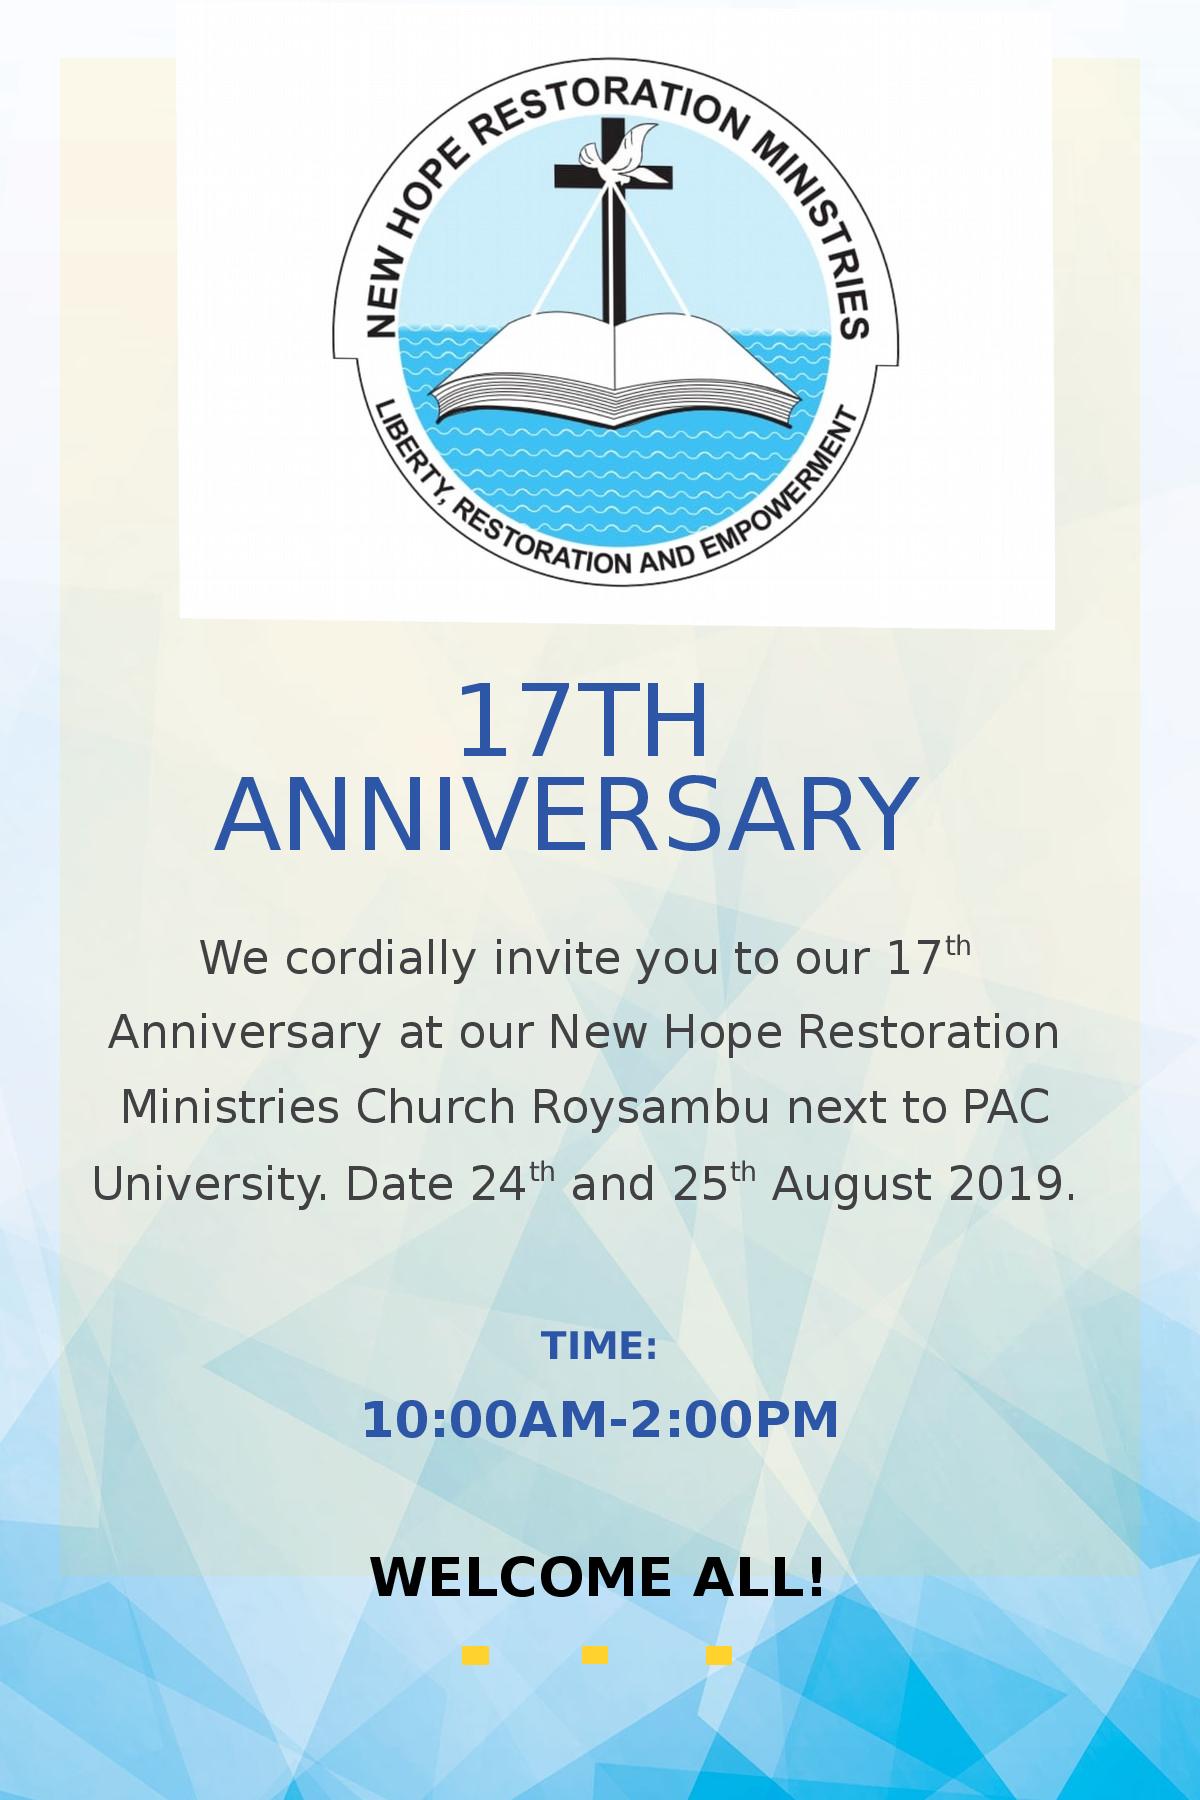 NEW HOPE RESTORATION MINISTRIES
LIBERTY, RESTORATION AND EMPOWERMENT
17TH
ANNIVERSARY
We cordially invite you to our 17th
Anniversary at our New Hope Restoration
Ministries Church Roysambu next to PAC
University. Date 24th and 25th August 2019.
TIME:
10:00AM-2:00PM
WELCOME ALL!